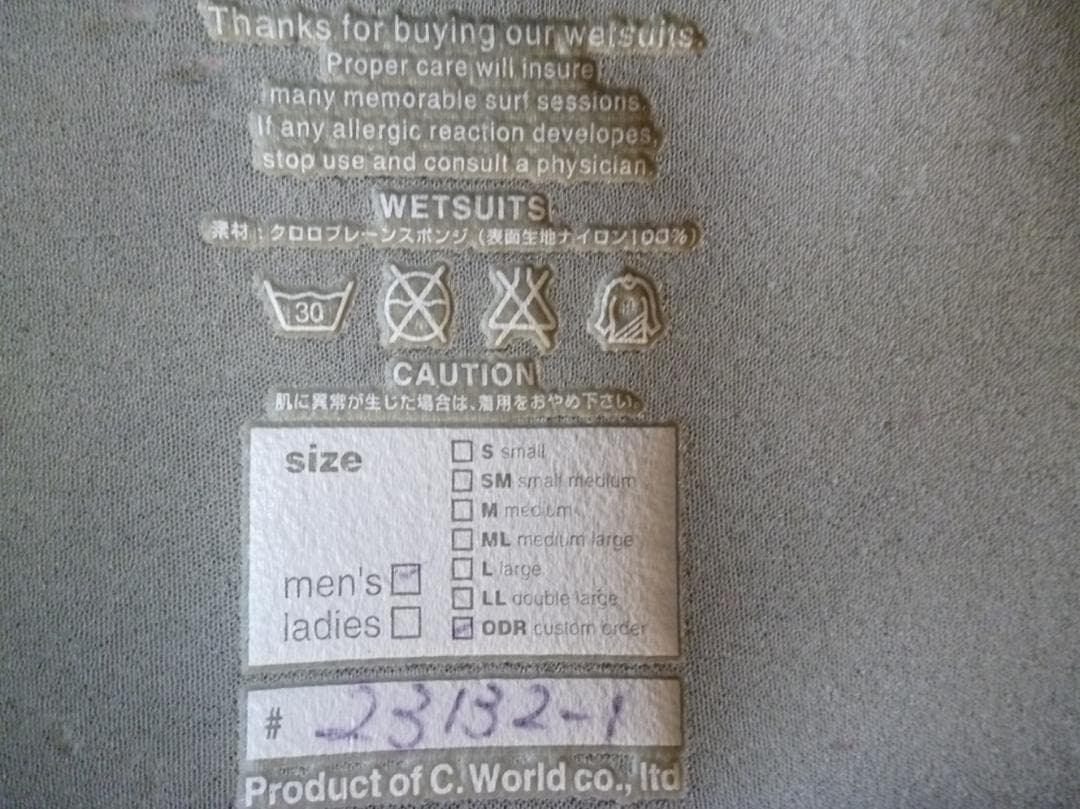 Thanks for buying our wetsuits.
Proper care will insure
many memorable surf sessions.
If any allergic reaction developes,
stop use and consult a physician.
WETSUITS
素材：クロロプレーンスポンジ（表面生地ナイロン100%）
30
CAUTION
肌に異常が生じた場合は、着用をおやめ下さい。
size
S small
SM small medium
M medium
ML medium large
L large
LL double large
ODR custom order
men's
ladies
# 23132-1
Product of C. World co., ltd